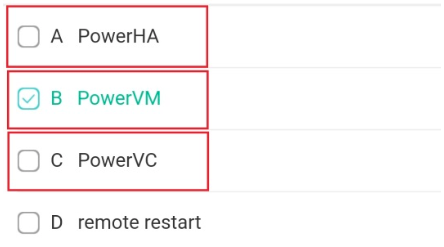 A PowerHA
B PowerVM
C PowerVC
D remote restart